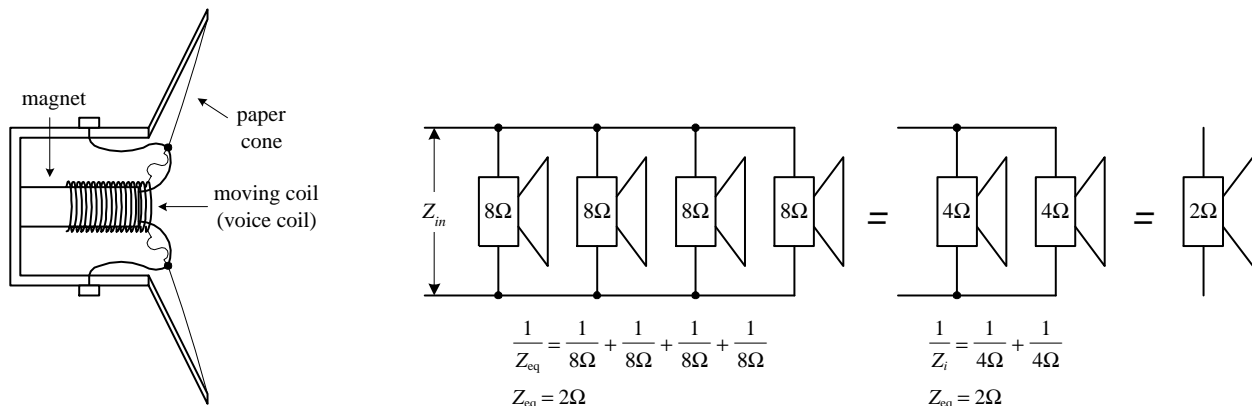 magnet
paper
cone
moving coil
(voice coil)
Z_in
8Ω 8Ω 8Ω 8Ω = 4Ω 4Ω = 2Ω
1/Z_eq = 1/8Ω + 1/8Ω + 1/8Ω + 1/8Ω
Z_eq = 2Ω
1/Z_i = 1/4Ω + 1/4Ω
Z_eq = 2Ω